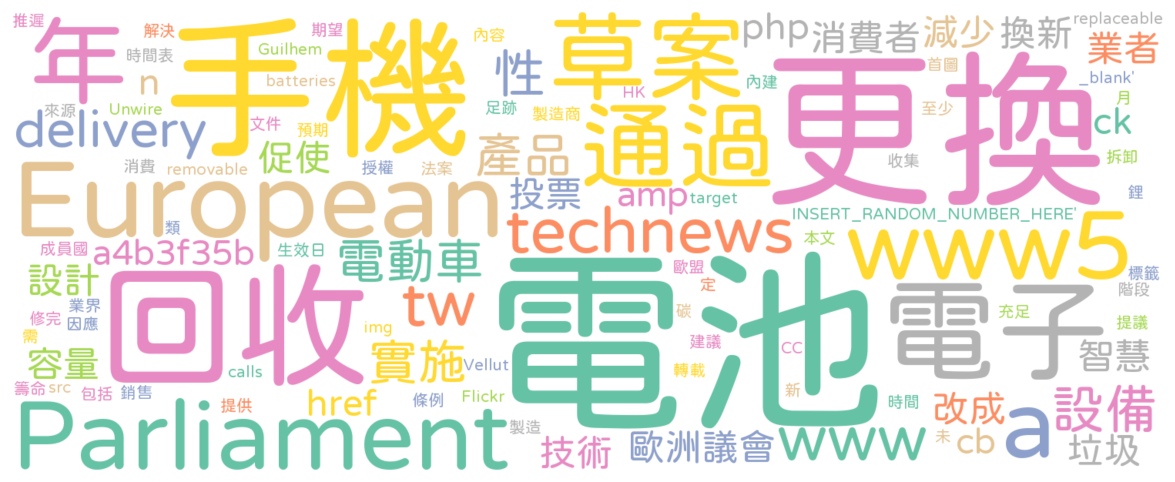 推遲 年 手機 草案 php 消費者 減少 換新 replaceable
解決 期望 內容 業者
時間表 Guilhem 性 更換 首圖 _blank'
n batteries 通過 HK 內建 月
來源 Unwire 足跡 製造商 至少 ck
delivery 文件 預期 產品 收集 拆卸
消費 removable 促使 授權 法案
European 投票 amp target 鋰
類 technews INSERT_RANDOM_NUMBER_HERE'
成員國 a4b3f35b 生效日 電動車 歐盟 本文 www5
設計 回收 電池 定 電子 標籤
業界 tw 階段
修完 因應 img 碳 充足 提議
需 容量 實施 建議 CC 智慧
calls Vellut 轉載
籌命 src 包括 銷售 href 條例 Flickr 新 時間 改成 設備
Parliament 提供 製造 www 未 a
技術 歐洲議會 cb 垃圾